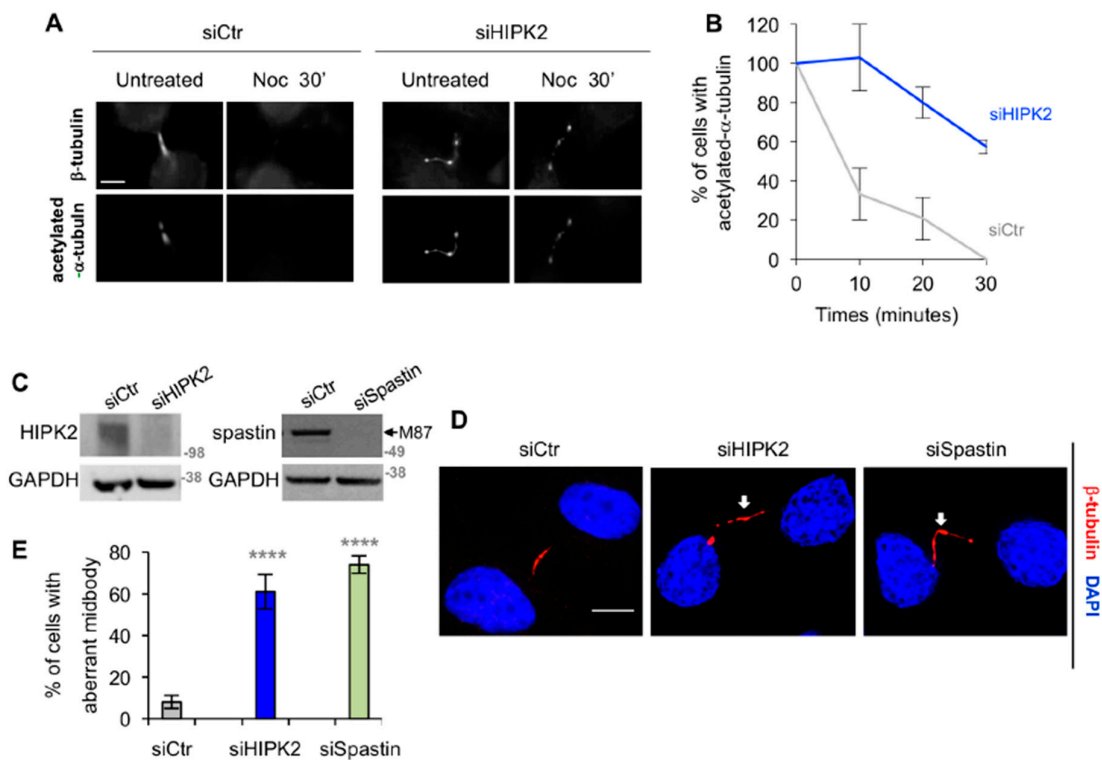 A
siCtr
siHIPK2
Untreated
Noc 30’
Untreated
Noc 30’
β-tubulin
acetylated
-α-tubuln
B
% of cells with
acetylated-α-tubulin
120
100
80
60
40
20
0
siHIPK2
siCtr
0
10
20
30
Times (minutes)
C
siCtr
siHIPK2
HIPK2
-98
GAPDH
-38
siCtr
siSpastin
spastin
M87
-49
GAPDH
-38
D
siCtr
siHIPK2
siSpastin
β-tubulin DAPI
E
% of cells with
aberrant midbody
80
60
40
20
0
****
****
siCtr
siHIPK2
siSpastin